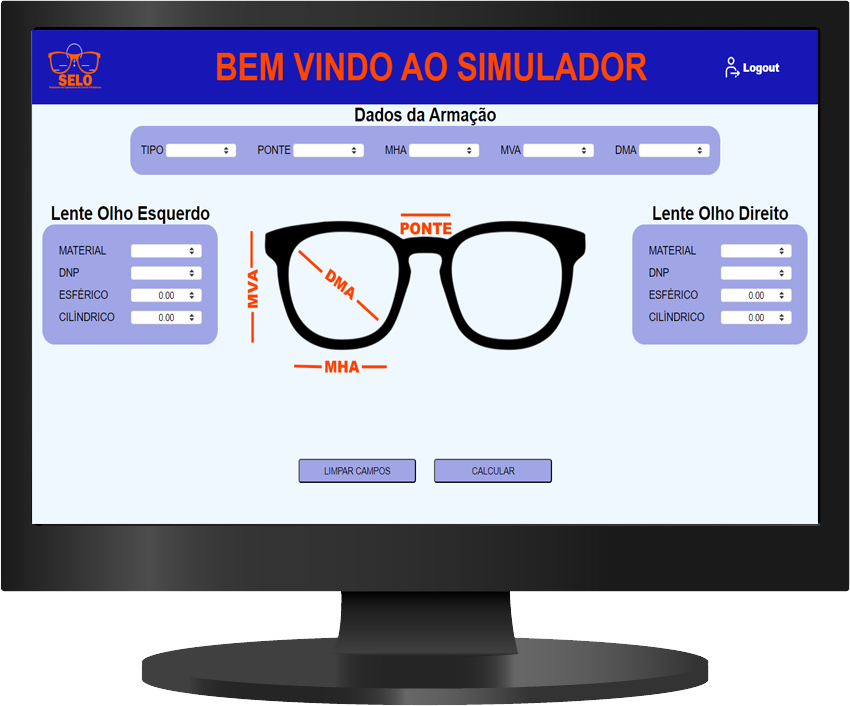 SELO
BEM VINDO AO SIMULADOR
Logout
Dados da Armação
TIPO PONTE MHA MVA DMA
Lente Olho Esquerdo
MATERIAL
DNP
ESFÉRICO 0.00
CILÍNDRICO 0.00
PONTE
MVA
DMA
MHA
Lente Olho Direito
MATERIAL
DNP
ESFÉRICO 0.00
CILÍNDRICO 0.00
LIMPAR CAMPOS CALCULAR